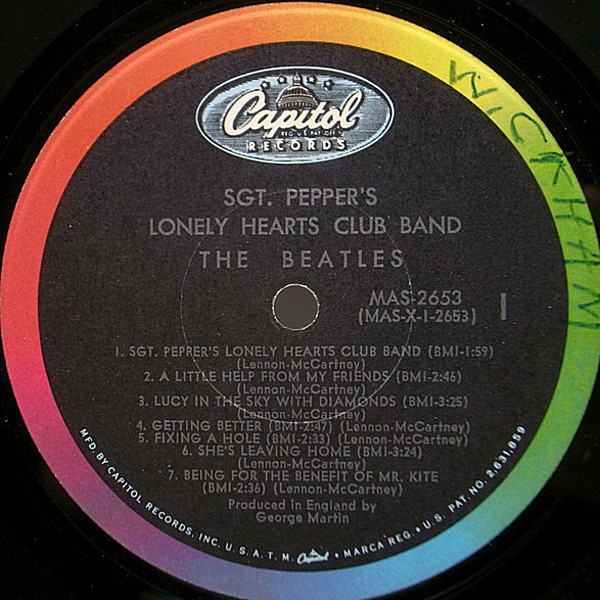 Capitol
REG. U.S. PAT. OFF.
RECORDS
WICKHAM
SGT. PEPPER'S
LONELY HEARTS CLUB BAND
THE BEATLES
MAS-2653
(MAS-X-1-2653)
1
1. SGT. PEPPER'S LONELY HEARTS CLUB BAND (BMI-1:59)
(Lennon-McCartney)
2. A LITTLE HELP FROM MY FRIENDS (BMI-2:46)
(Lennon-McCartney)
3. LUCY IN THE SKY WITH DIAMONDS (BMI-3:25)
(Lennon-McCartney)
4. GETTING BETTER (BMI-2:47) (Lennon-McCartney)
5. FIXING A HOLE (BMI-2:33) (Lennon-McCartney)
6. SHE'S LEAVING HOME (BMI-3:24)
(Lennon-McCartney)
7. BEING FOR THE BENEFIT OF MR. KITE
(BMI-2:36) (Lennon-McCartney)
Produced in England by
George Martin
MFD. BY CAPITOL RECORDS, INC. U.S.A. T.M. Capitol • MARCA REG. • U.S. PAT. NO. 2,631,859